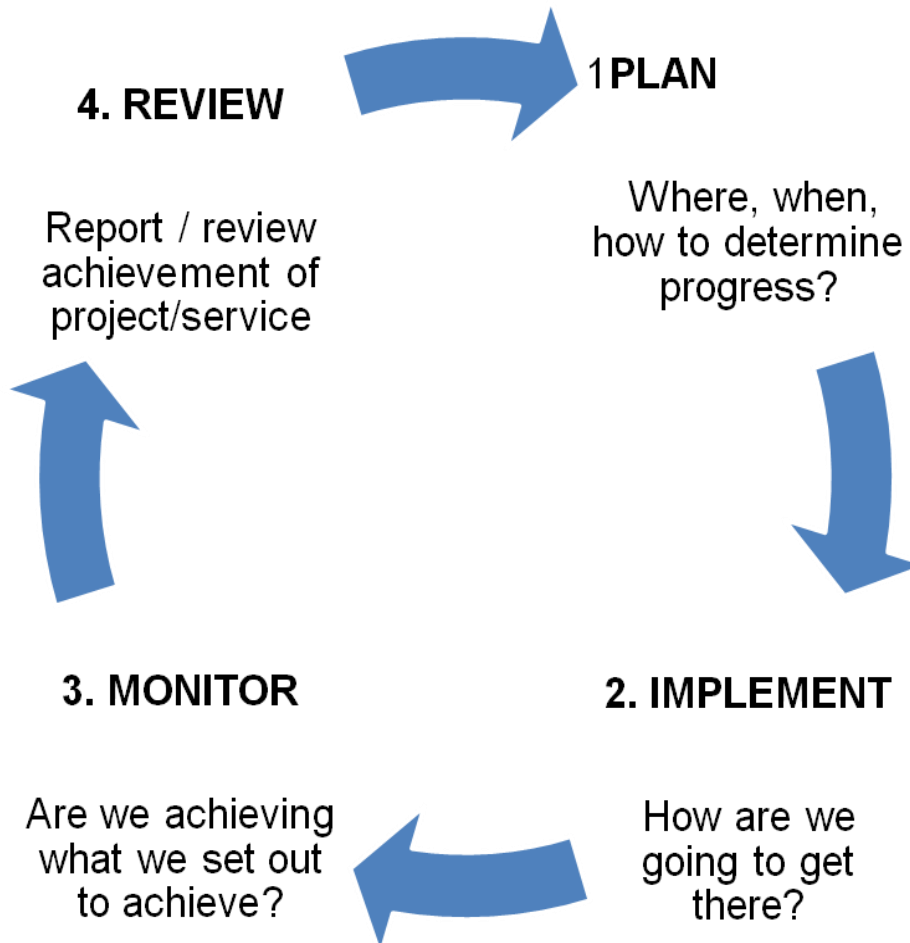 1PLAN
Where, when,
how to determine
progress?
2. IMPLEMENT
How are we
going to get
there?
3. MONITOR
Are we achieving
what we set out
to achieve?
4. REVIEW
Report / review
achievement of
project/service